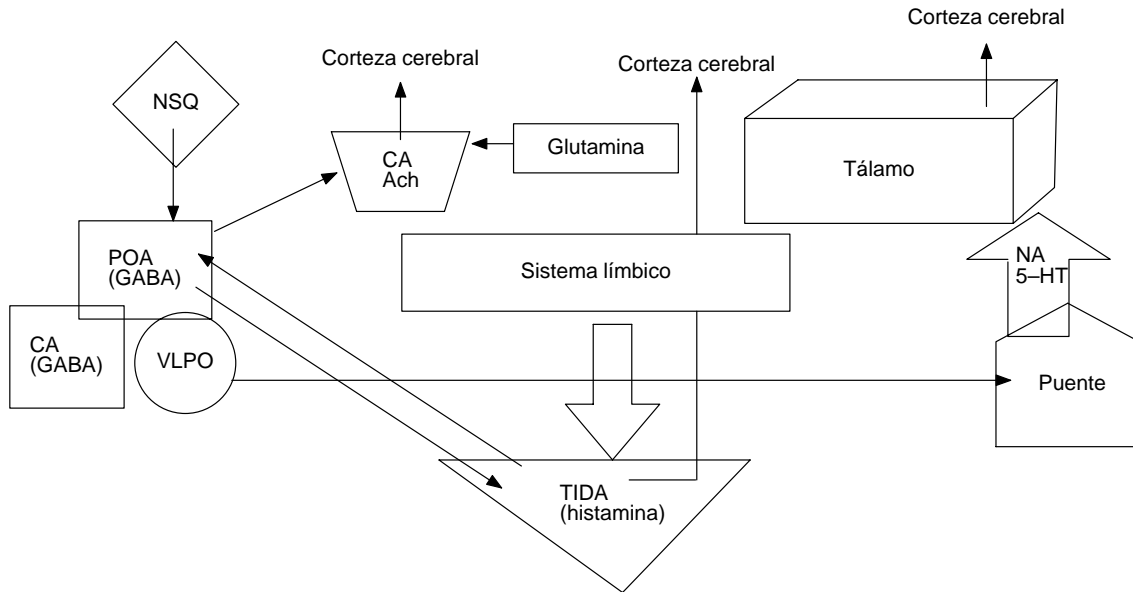 Corteza cerebral
Corteza cerebral
Corteza cerebral
NSQ
CA
Ach
Glutamina
Tálamo
POA
(GABA)
Sistema límbico
NA
5–HT
CA
(GABA)
VLPO
Puente
TIDA
(histamina)